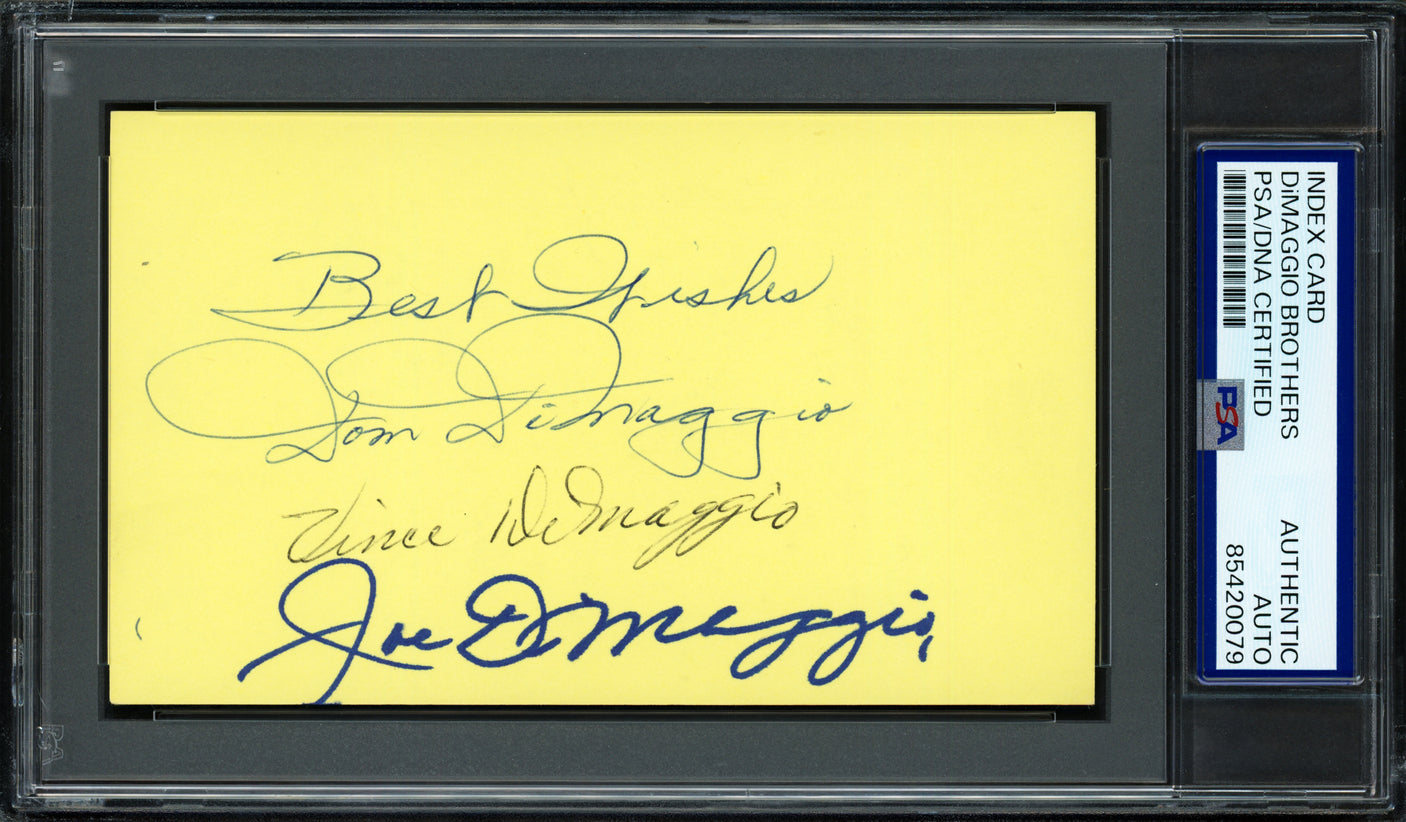 Best Wishes
Dom DiMaggio
Vince DiMaggio
Joe DiMaggio
INDEX CARD
DiMAGGIO BROTHERS
PSA/DNA CERTIFIED
AUTHENTIC
AUTO
85420079
PSA